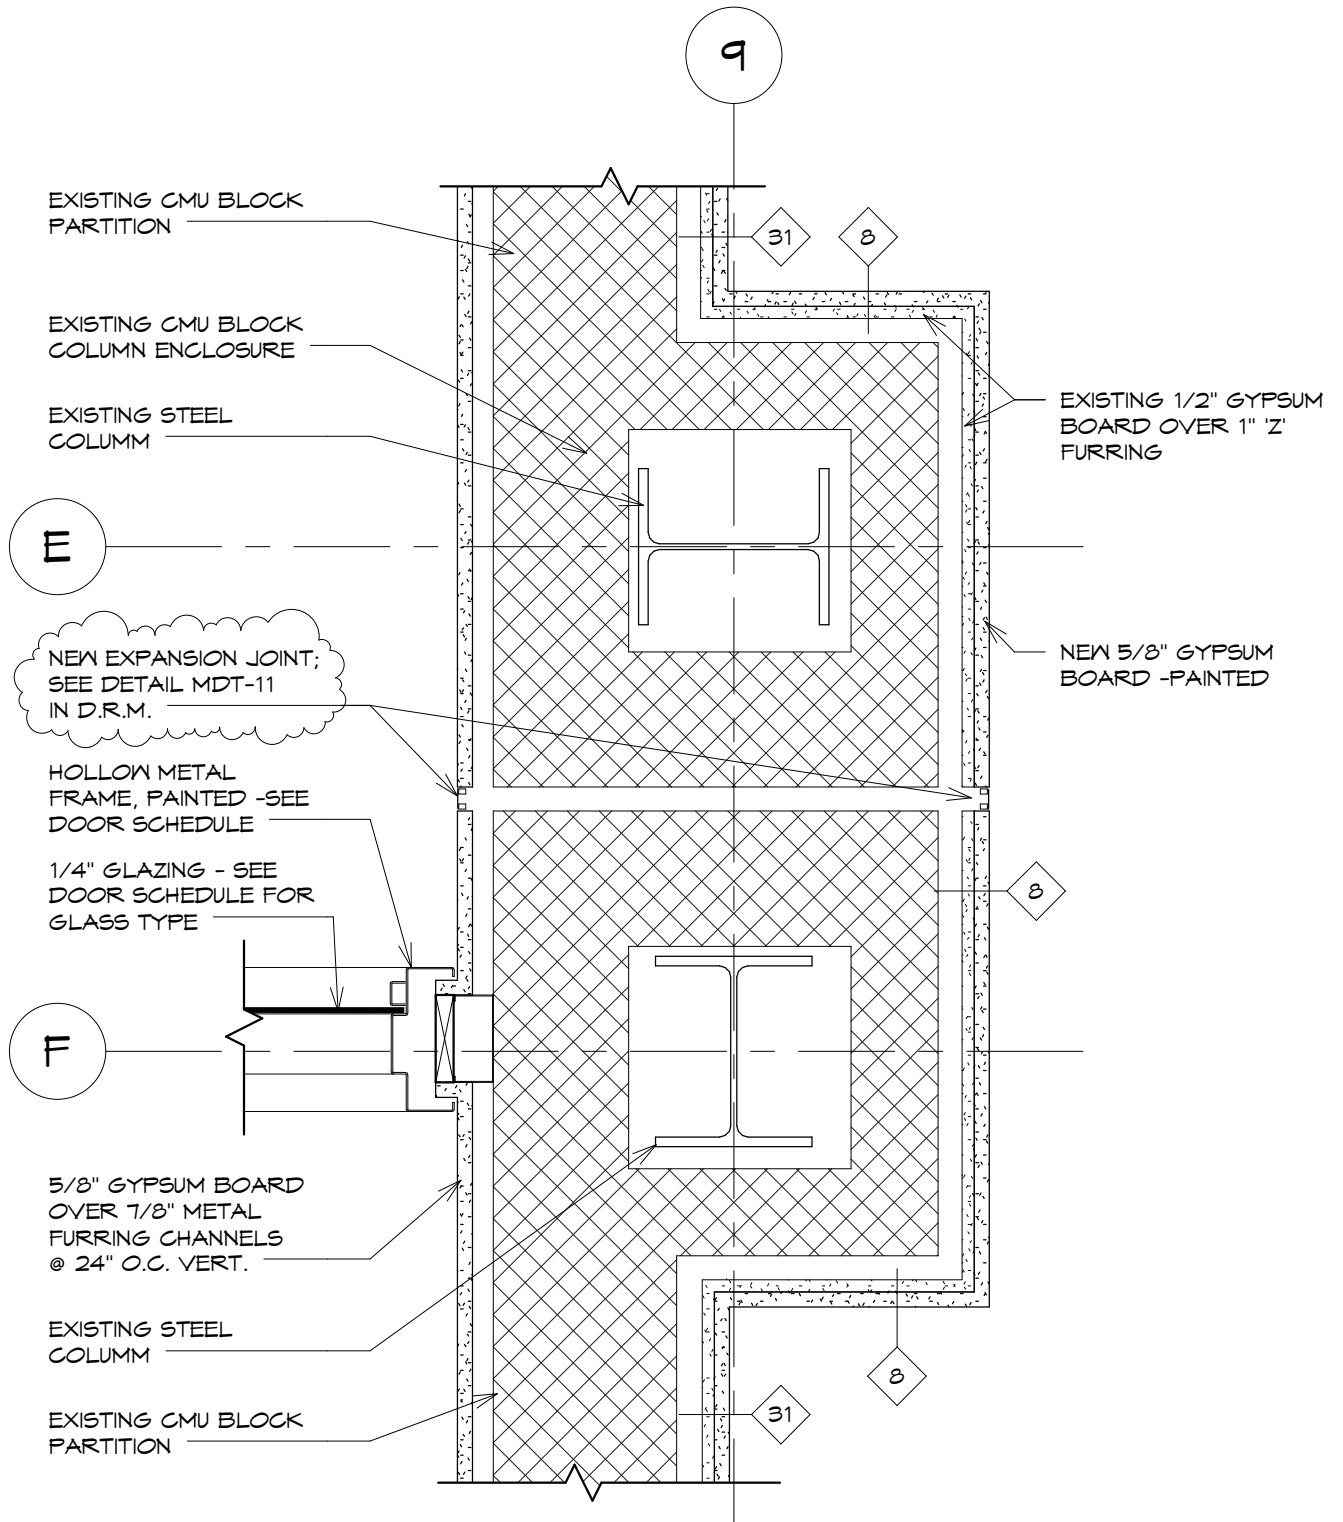 9
EXISTING CMU BLOCK
PARTITION
31
8
EXISTING CMU BLOCK
COLUMN ENCLOSURE
EXISTING STEEL
COLUMM
EXISTING 1/2" GYPSUM
BOARD OVER 1" 'Z'
FURRING
E
NEW EXPANSION JOINT;
SEE DETAIL MDT-11
IN D.R.M.
NEW 5/8" GYPSUM
BOARD -PAINTED
HOLLOW METAL
FRAME, PAINTED -SEE
DOOR SCHEDULE
1/4" GLAZING - SEE
DOOR SCHEDULE FOR
GLASS TYPE
8
F
5/8" GYPSUM BOARD
OVER 7/8" METAL
FURRING CHANNELS
@ 24" O.C. VERT.
EXISTING STEEL
COLUMM
8
EXISTING CMU BLOCK
PARTITION
31